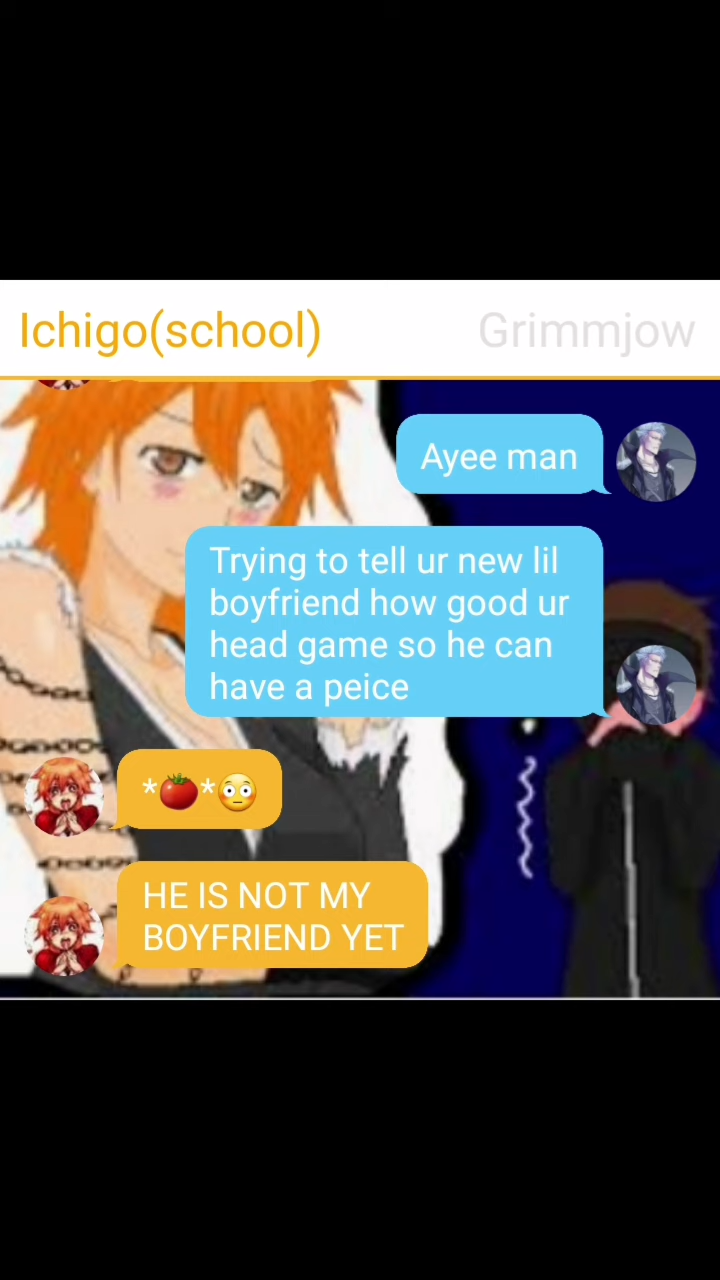 Ichigo(school)
Grimmjow
Ayee man
Trying to tell ur new lil
boyfriend how good ur
head game so he can
have a peice
*🍅*😳
HE IS NOT MY
BOYFRIEND YET